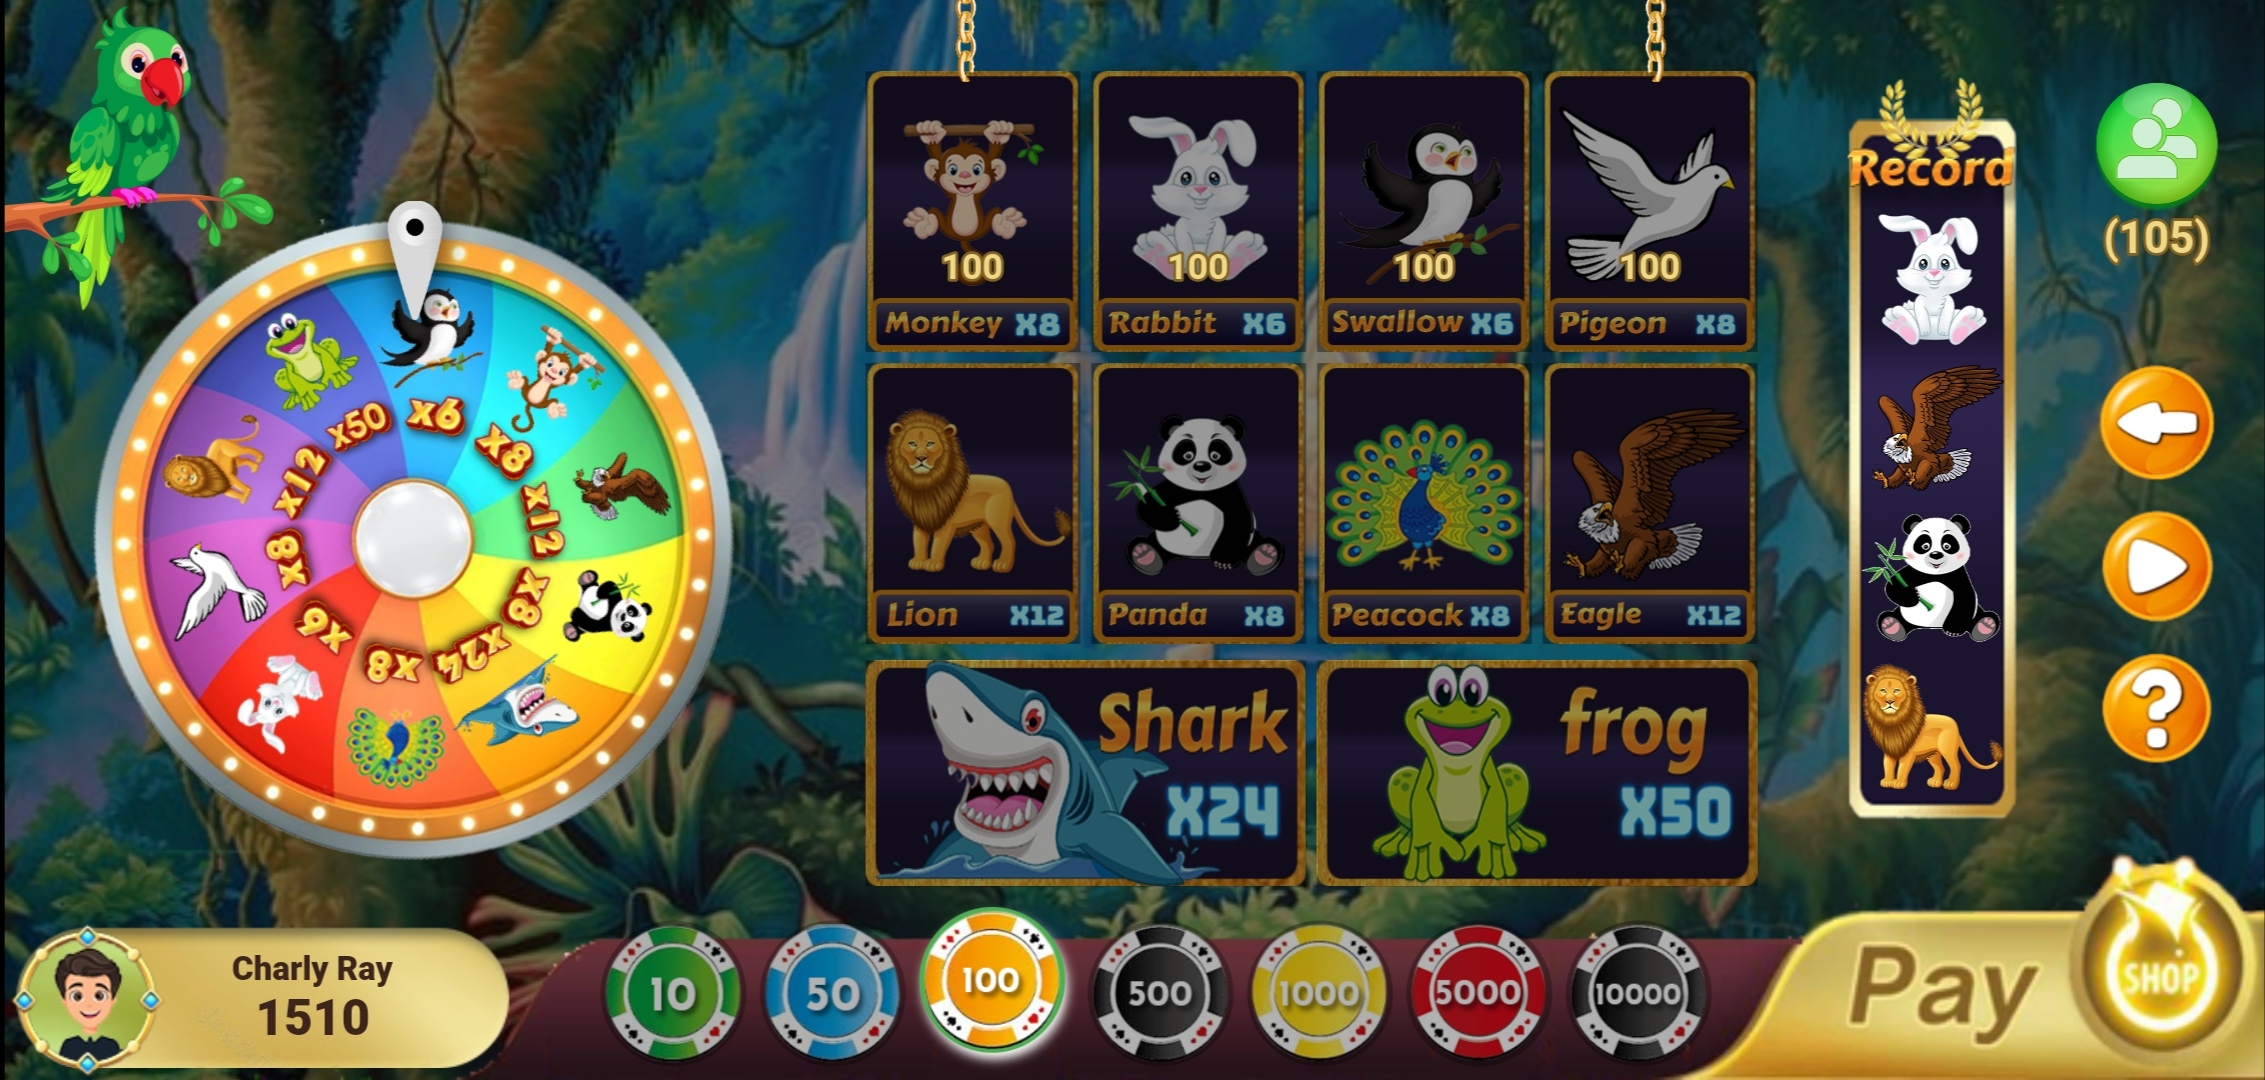 100
100
100
100
Monkey X8
Rabbit X6
Swallow X6
Pigeon X8
Lion X12
Panda X8
Peacock X8
Eagle X12
Shark
X24
frog
X50
Record
(105)
?
x50
x6
x8
x12
x8
x24
x8
x6
x8
x12
Charly Ray
1510
10
50
100
500
1000
5000
10000
Pay
SHOP